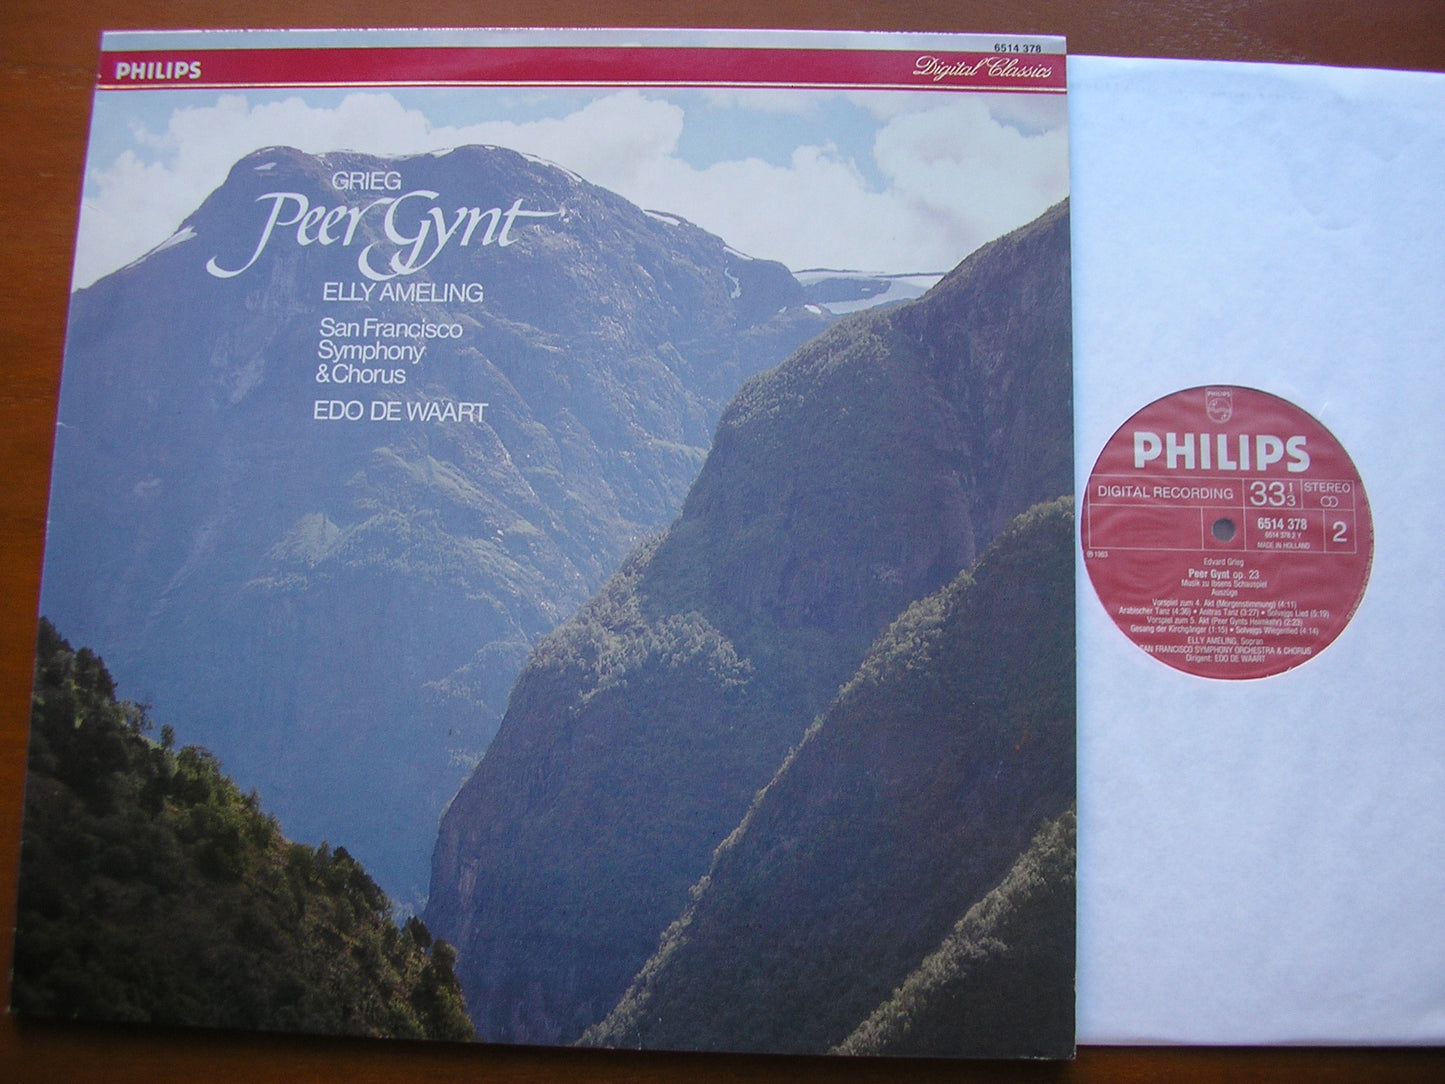 6514 378
PHILIPS
Digital Classics
GRIEG
Peer Gynt
ELLY AMELING
San Francisco
Symphony
& Chorus
EDO DE WAART
PHILIPS
PHILIPS
DIGITAL RECORDING
33 1/3
STEREO
6514 378
6514 378.2 Y
MADE IN HOLLAND
2
℗ 1983
Edvard Grieg
Peer Gynt op. 23
Musik zu Ibsens Schauspiel
Auszüge
Vorspiel zum 4. Akt (Morgenstimmung) (4:11)
Arabischer Tanz (4:36) • Anitras Tanz (3:27) • Solvejgs Lied (5:19)
Vorspiel zum 5. Akt (Peer Gynts Heimkehr) (2:23)
Gesang der Kirchgänger (1:15) • Solvejgs Wiegenlied (4:14)
ELLY AMELING, Sopran
SAN FRANCISCO SYMPHONY ORCHESTRA & CHORUS
Dirigent: EDO DE WAART